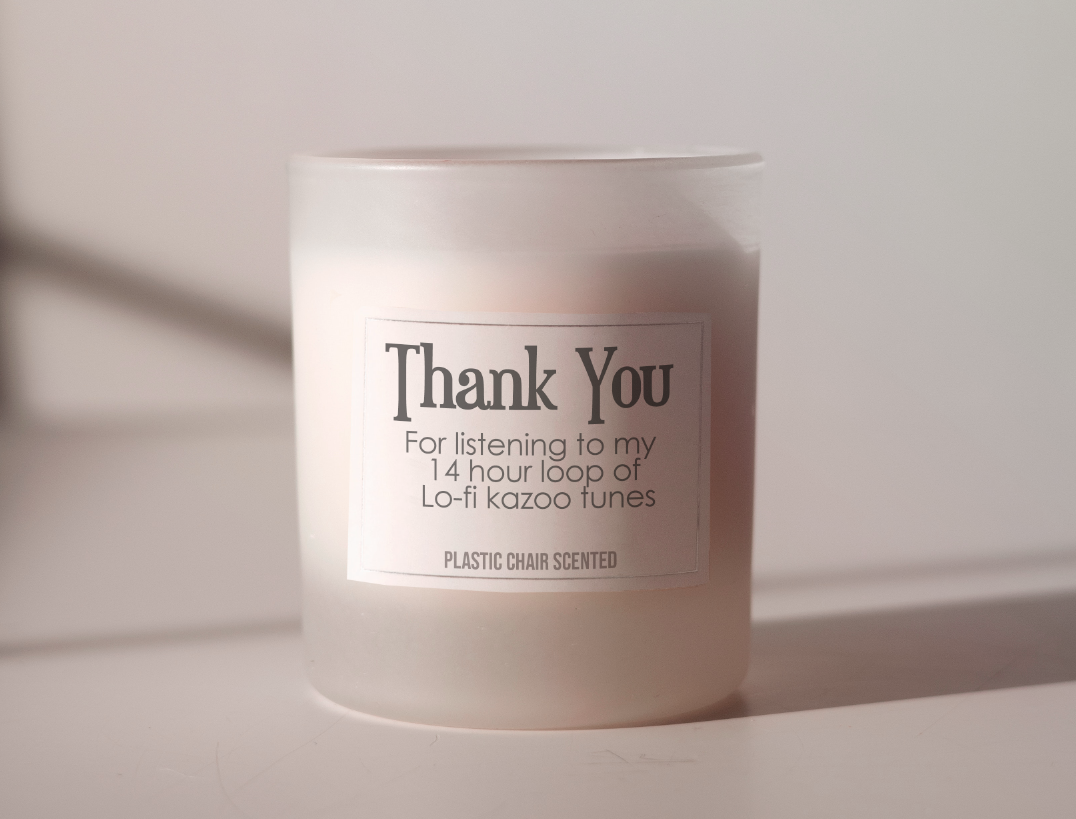 Thank You
For listening to my
14 hour loop of
Lo-fi kazoo tunes
PLASTIC CHAIR SCENTED